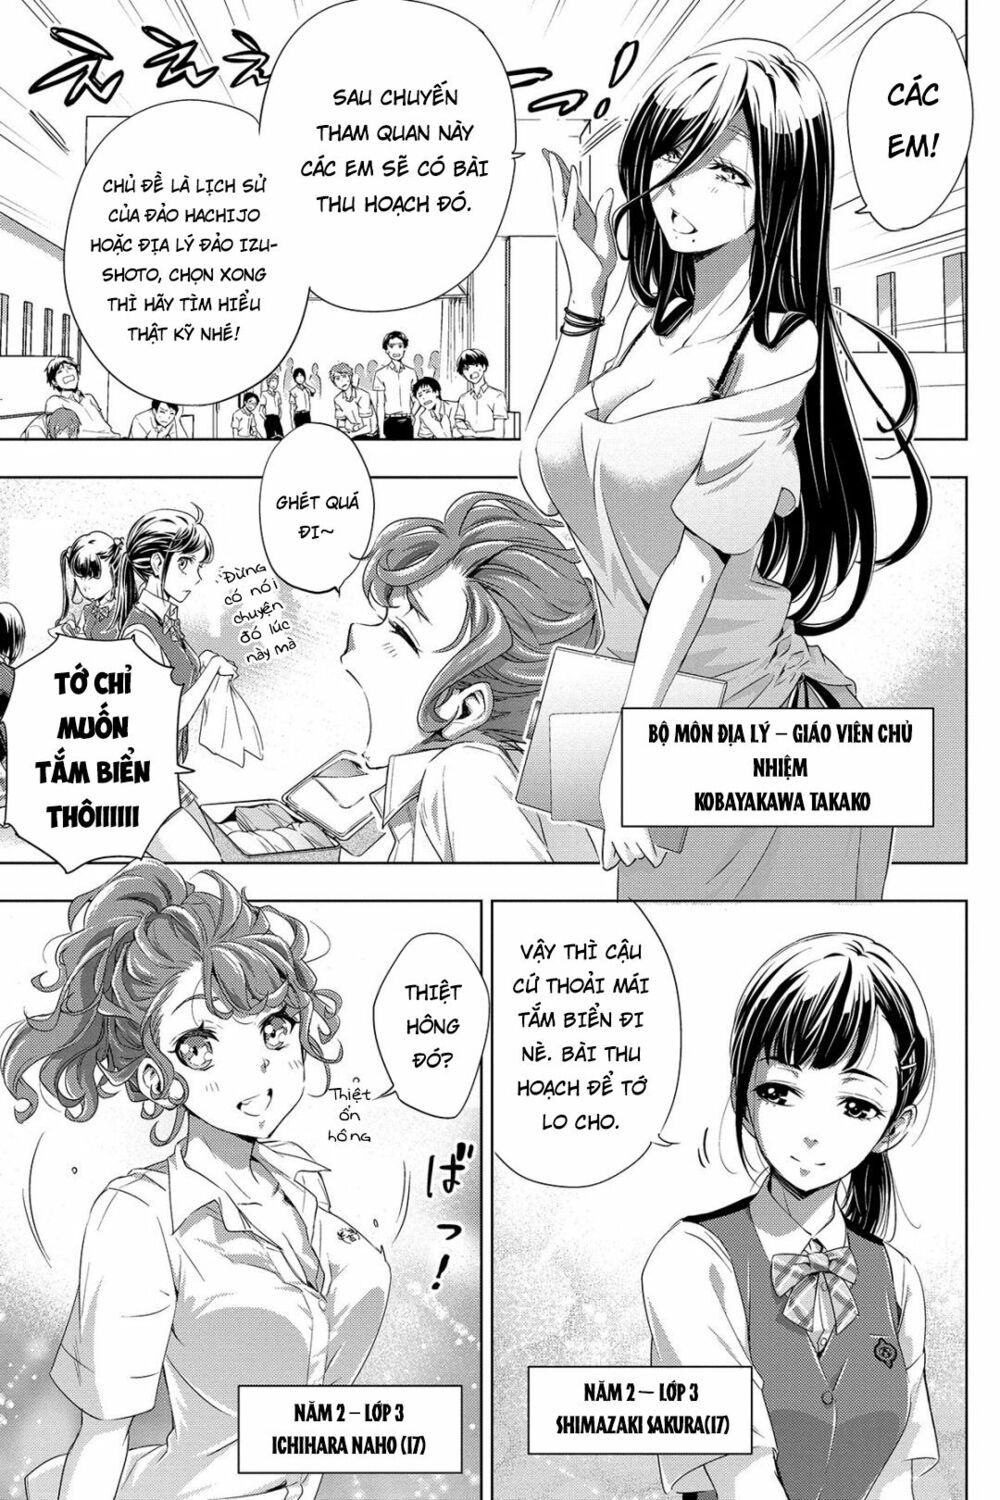 CÁC
EM!
SAU CHUYẾN
THAM QUAN NÀY
CÁC EM SẼ CÓ BÀI
THU HOẠCH ĐÓ.
CHỦ ĐỀ LÀ LỊCH SỬ
CỦA ĐẢO HACHIJO
HOẶC ĐỊA LÝ ĐẢO IZU-
SHOTO, CHỌN XONG
THÌ HÃY TÌM HIỂU
THẬT KỸ NHÉ!
えええ
っ!
BỘ MÔN ĐỊA LÝ – GIÁO VIÊN CHỦ
NHIỆM
KOBAYAKAWA TAKAKO
GHÉT QUÁ
ĐI~
Đừng
có nói
chuyện
đó lúc
này mà
TỚ CHỈ
MUỐN
TẮM BIỂN
THÔIIIIII
VẬY THÌ CẬU
CỨ THOẢI MÁI
TẮM BIỂN ĐI
NÈ. BÀI THU
HOẠCH ĐỂ TỚ
LO CHO.
NĂM 2 – LỚP 3
SHIMAZAKI SAKURA(17)
THIỆT
HÔNG
ĐÓ?
Thiệt
ổn
hông
ばっ!
NĂM 2 – LỚP 3
ICHIHARA NAHO (17)